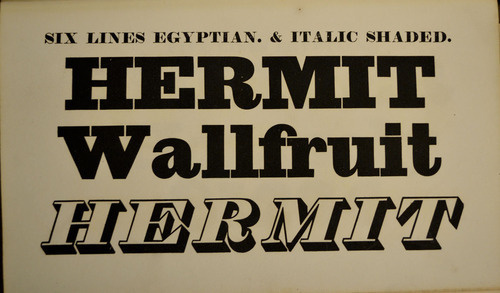 SIX LINES EGYPTIAN. & ITALIC SHADED.
HERMIT
Wallfruit
HERMIT